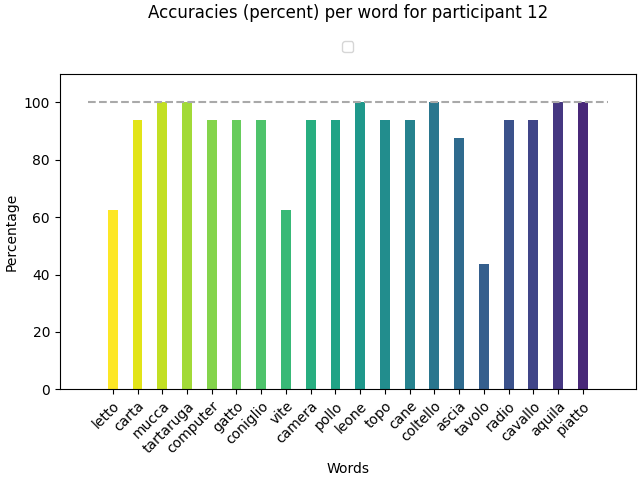 Accuracies (percent) per word for participant 12
100
80
60
40
20
0
Percentage
letto
carta
mucca
tartaruga
computer
gatto
coniglio
vite
camera
pollo
leone
topo
cane
coltello
ascia
tavolo
radio
cavallo
aquila
piatto
Words